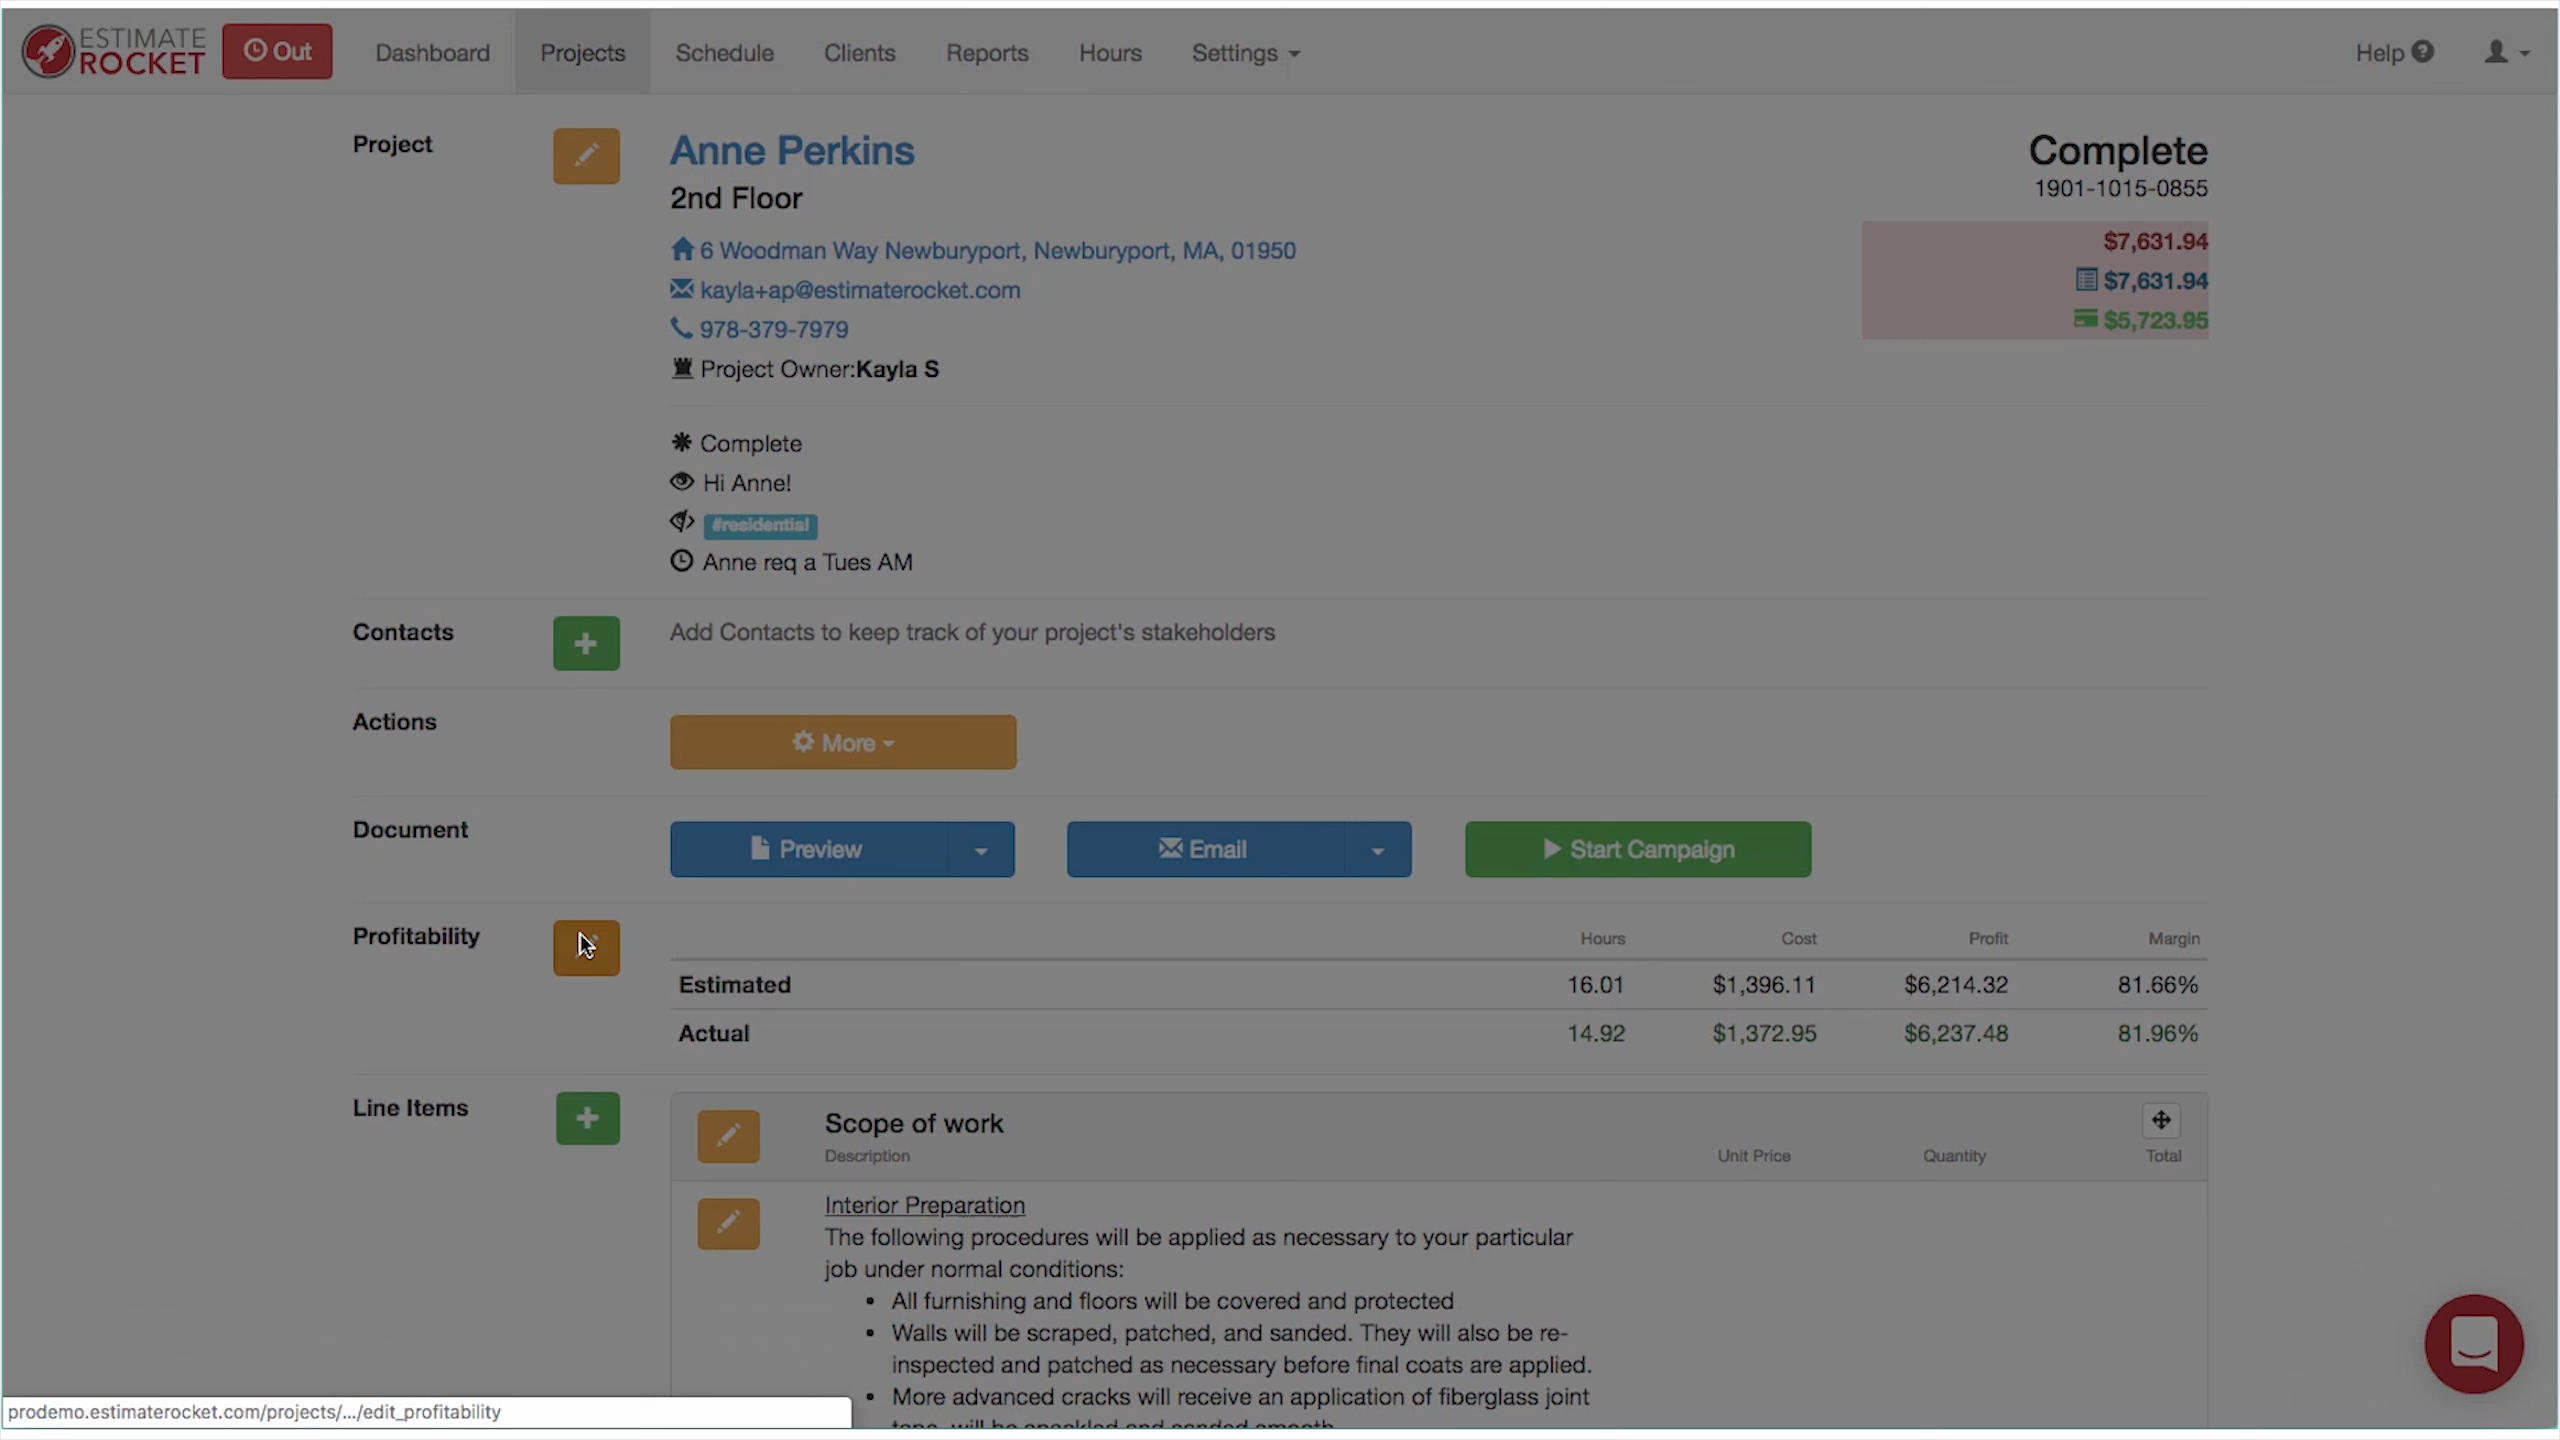 ESTIMATE
ROCKET
Out
Dashboard
Projects
Schedule
Clients
Reports
Hours
Settings
Help
Project
Anne Perkins
2nd Floor
6 Woodman Way Newburyport, Newburyport, MA, 01950
kayla+ap@estimaterocket.com
978-379-7979
Project Owner:Kayla S
Complete
1901-1015-0855
$7,631.94
$7,631.94
$5,723.95
Complete
Hi Anne!
#residential
Anne req a Tues AM
Contacts
Add Contacts to keep track of your project's stakeholders
Actions
More
Document
Preview
Email
Start Campaign
Profitability
Hours Cost Profit Margin
Estimated 16.01 $1,396.11 $6,214.32 81.66%
Actual 14.92 $1,372.95 $6,237.48 81.96%
Line Items
Scope of work
Description Unit Price Quantity Total
Interior Preparation
The following procedures will be applied as necessary to your particular
job under normal conditions:
• All furnishing and floors will be covered and protected
• Walls will be scraped, patched, and sanded. They will also be re-
inspected and patched as necessary before final coats are applied.
• More advanced cracks will receive an application of fiberglass joint
tape, will be spackled and sanded smooth
prodemo.estimaterocket.com/projects/.../edit_profitability